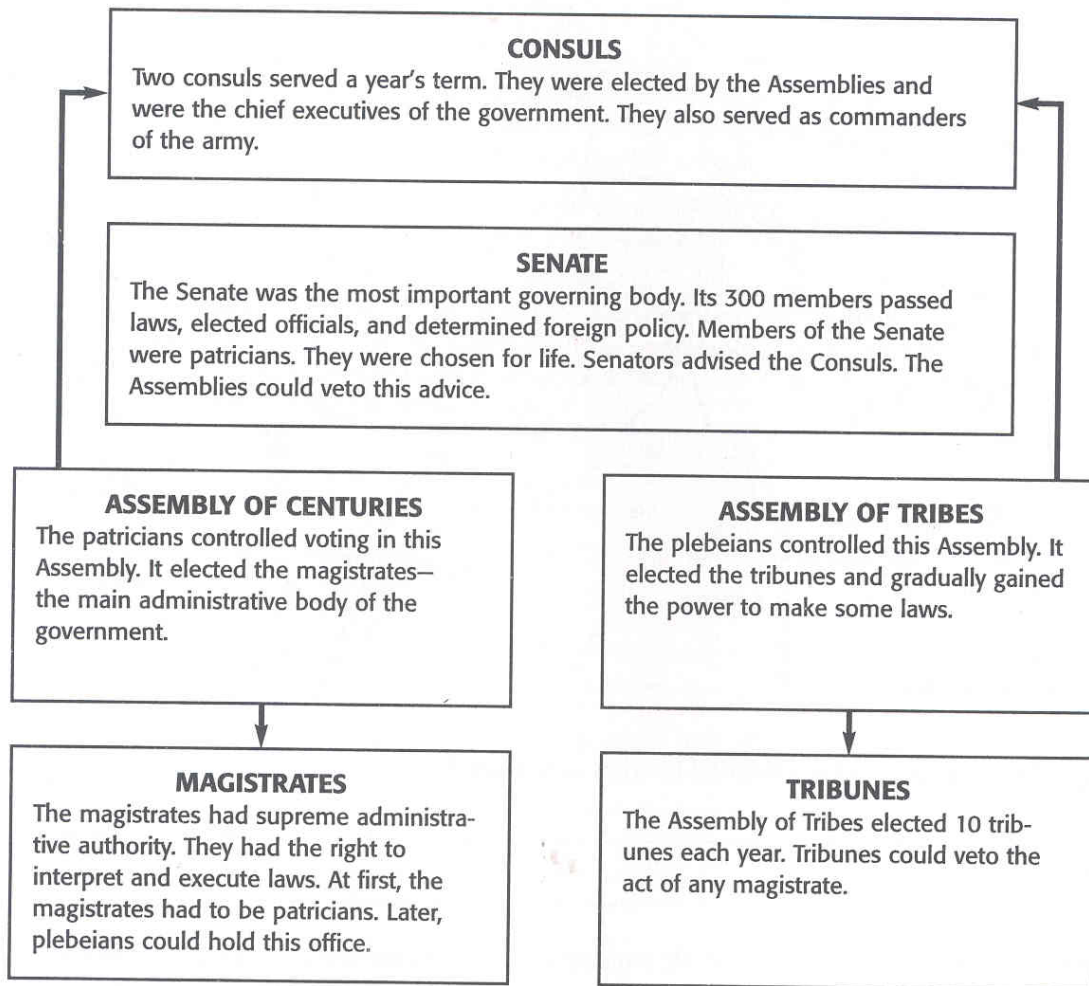 CONSULS
Two consuls served a year's term. They were elected by the Assemblies and
were the chief executives of the government. They also served as commanders
of the army.
SENATE
The Senate was the most important governing body. Its 300 members passed
laws, elected officials, and determined foreign policy. Members of the Senate
were patricians. They were chosen for life. Senators advised the Consuls. The
Assemblies could veto this advice.
ASSEMBLY OF CENTURIES
The patricians controlled voting in this
Assembly. It elected the magistrates—
the main administrative body of the
government.
ASSEMBLY OF TRIBES
The plebeians controlled this Assembly. It
elected the tribunes and gradually gained
the power to make some laws.
MAGISTRATES
The magistrates had supreme administra-
tive authority. They had the right to
interpret and execute laws. At first, the
magistrates had to be patricians. Later,
plebeians could hold this office.
TRIBUNES
The Assembly of Tribes elected 10 trib-
unes each year. Tribunes could veto the
act of any magistrate.